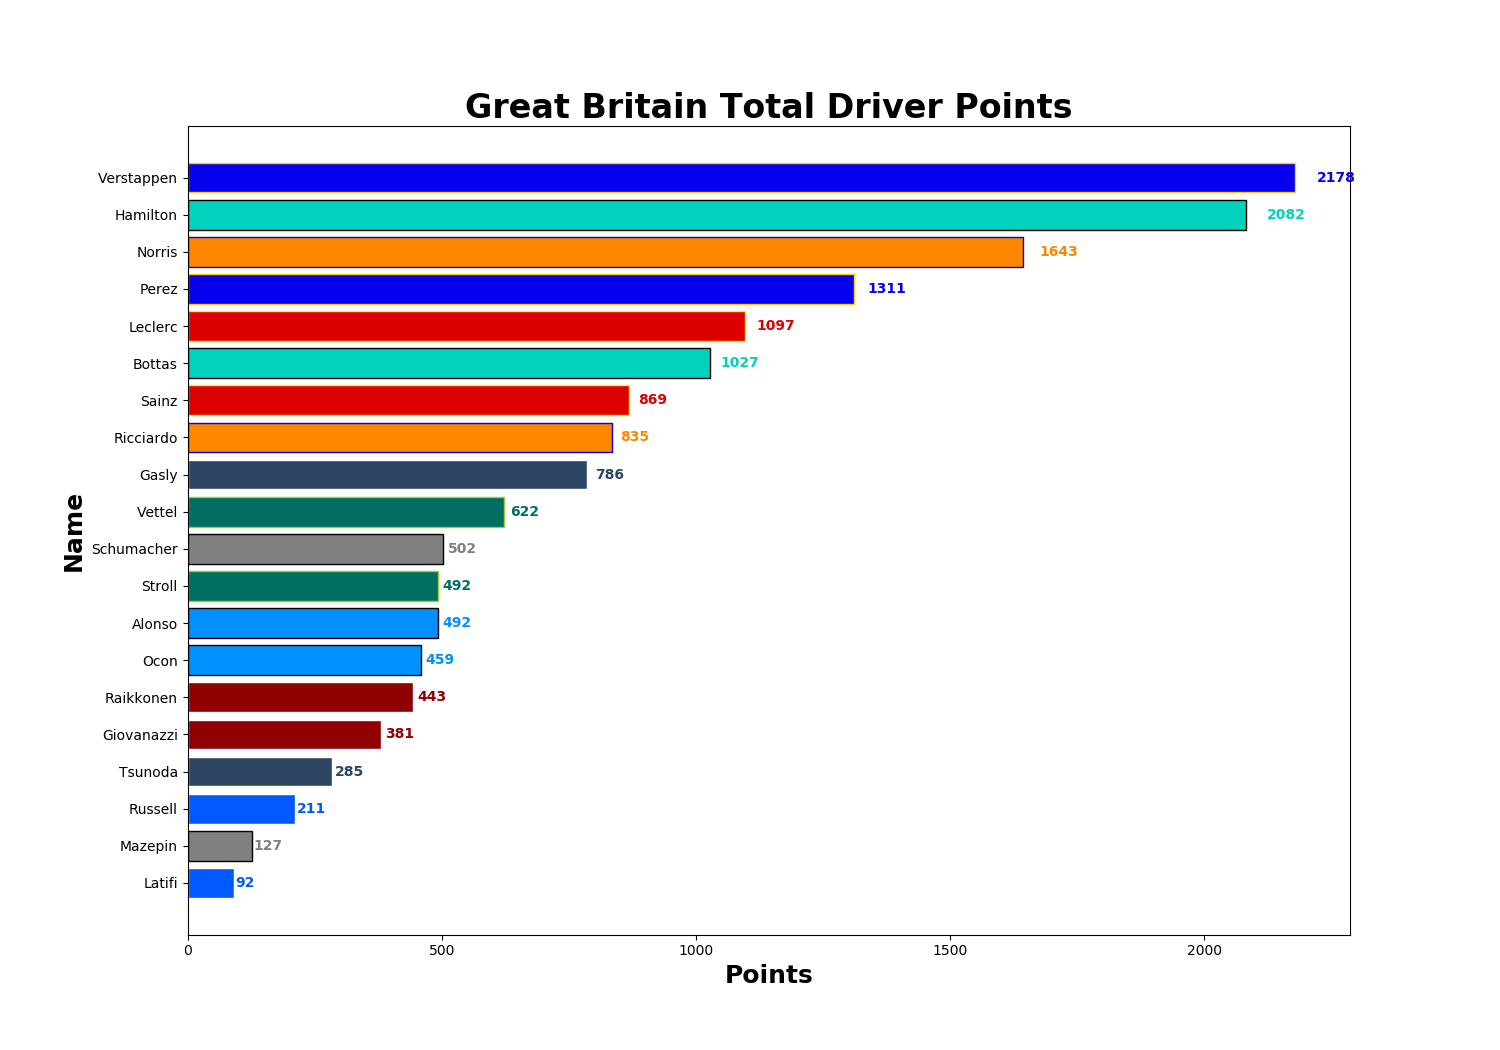 Great Britain Total Driver Points
Verstappen 2178
Hamilton 2082
Norris 1643
Perez 1311
Leclerc 1097
Bottas 1027
Sainz 869
Ricciardo 835
Gasly 786
Vettel 622
Schumacher 502
Stroll 492
Alonso 492
Ocon 459
Raikkonen 443
Giovanazzi 381
Tsunoda 285
Russell 211
Mazepin 127
Latifi 92
Name
0 500 1000 1500 2000
Points